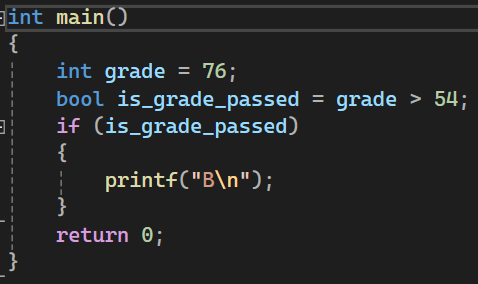 int main()
{
    int grade = 76;
    bool is_grade_passed = grade > 54;
    if (is_grade_passed)
    {
        printf("B\n");
    }
    return 0;
}